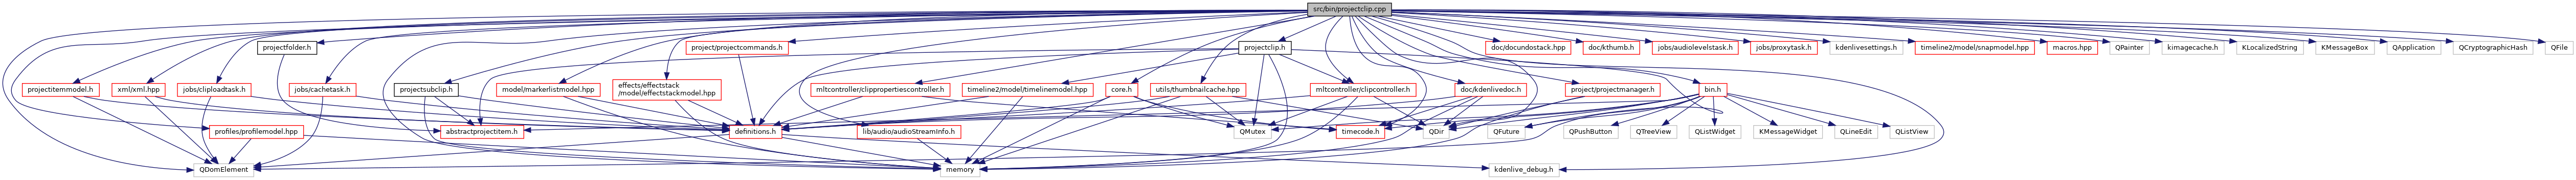 src/bin/projectclip.cpp
projectfolder.h
project/projectcommands.h
projectclip.h
doc/docundostack.hpp
doc/kthumb.h
jobs/audiolevelstask.h
jobs/proxytask.h
kdenlivesettings.h
timeline2/model/snapmodel.hpp
macros.hpp
QPainter
kimagecache.h
KLocalizedString
KMessageBox
QApplication
QCryptographicHash
QFile
projectitemmodel.h
xml/xml.hpp
jobs/cliploadtask.h
jobs/cachetask.h
projectsubclip.h
model/markerlistmodel.hpp
effects/effectstack
/model/effectstackmodel.hpp
mltcontroller/clippropertiescontroller.h
timeline2/model/timelinemodel.hpp
core.h
utils/thumbnailcache.hpp
mltcontroller/clipcontroller.h
doc/kdenlivedoc.h
project/projectmanager.h
bin.h
profiles/profilemodel.hpp
abstractprojectitem.h
definitions.h
lib/audio/audioStreamInfo.h
QMutex
timecode.h
QDir
QFuture
QPushButton
QTreeView
QListWidget
KMessageWidget
QLineEdit
QListView
QDomElement
memory
kdenlive_debug.h